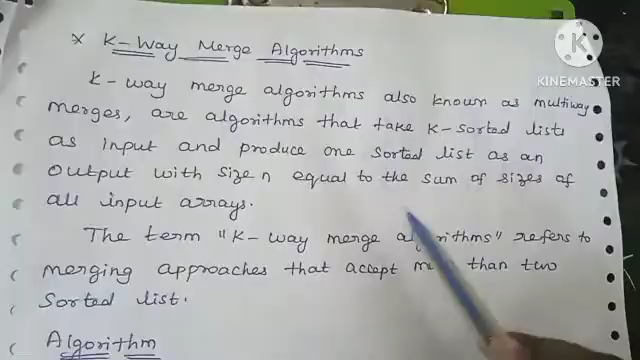 * K-Way Merge Algorithms
K-way merge algorithms also known as multiway
merges, are algorithms that take K-sorted lists
as input and produce one sorted list as an
output with size n equal to the sum of sizes of
all input arrays.
The term "K-way merge algorithms" refers to
merging approaches that accept than two
sorted list.
Algorithm
K
KINEMASTER